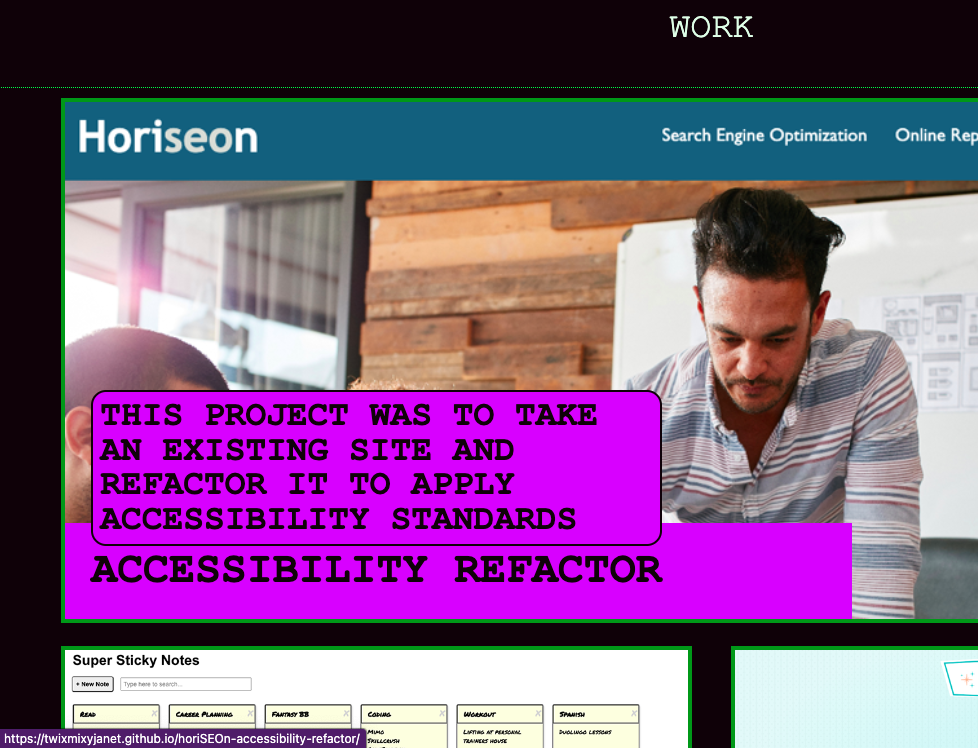 WORK
Horiseon
Search Engine Optimization Online Rep
THIS PROJECT WAS TO TAKE
AN EXISTING SITE AND
REFACTOR IT TO APPLY
ACCESSIBILITY STANDARDS
ACCESSIBILITY REFACTOR
Super Sticky Notes
+ New Note Type here to search...
READ X CAREER PLANNING X FANTASY BB X CODING X WORKOUT X SPANISH X
MIMO LIFTING AT PERSONAL DUOLINGO LESSONS
SKILLCRUSH TRAINERS HOUSE
https://twixmixyjanet.github.io/horiSEOn-accessibility-refactor/